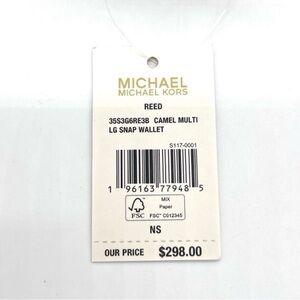 MICHAEL
MICHAEL KORS
REED
35S3G6RE3B CAMEL MULTI
LG SNAP WALLET
S117-0001
1 96163 77948 5
FSC
MIX
Paper
FSC® C012345
NS
OUR PRICE $298.00